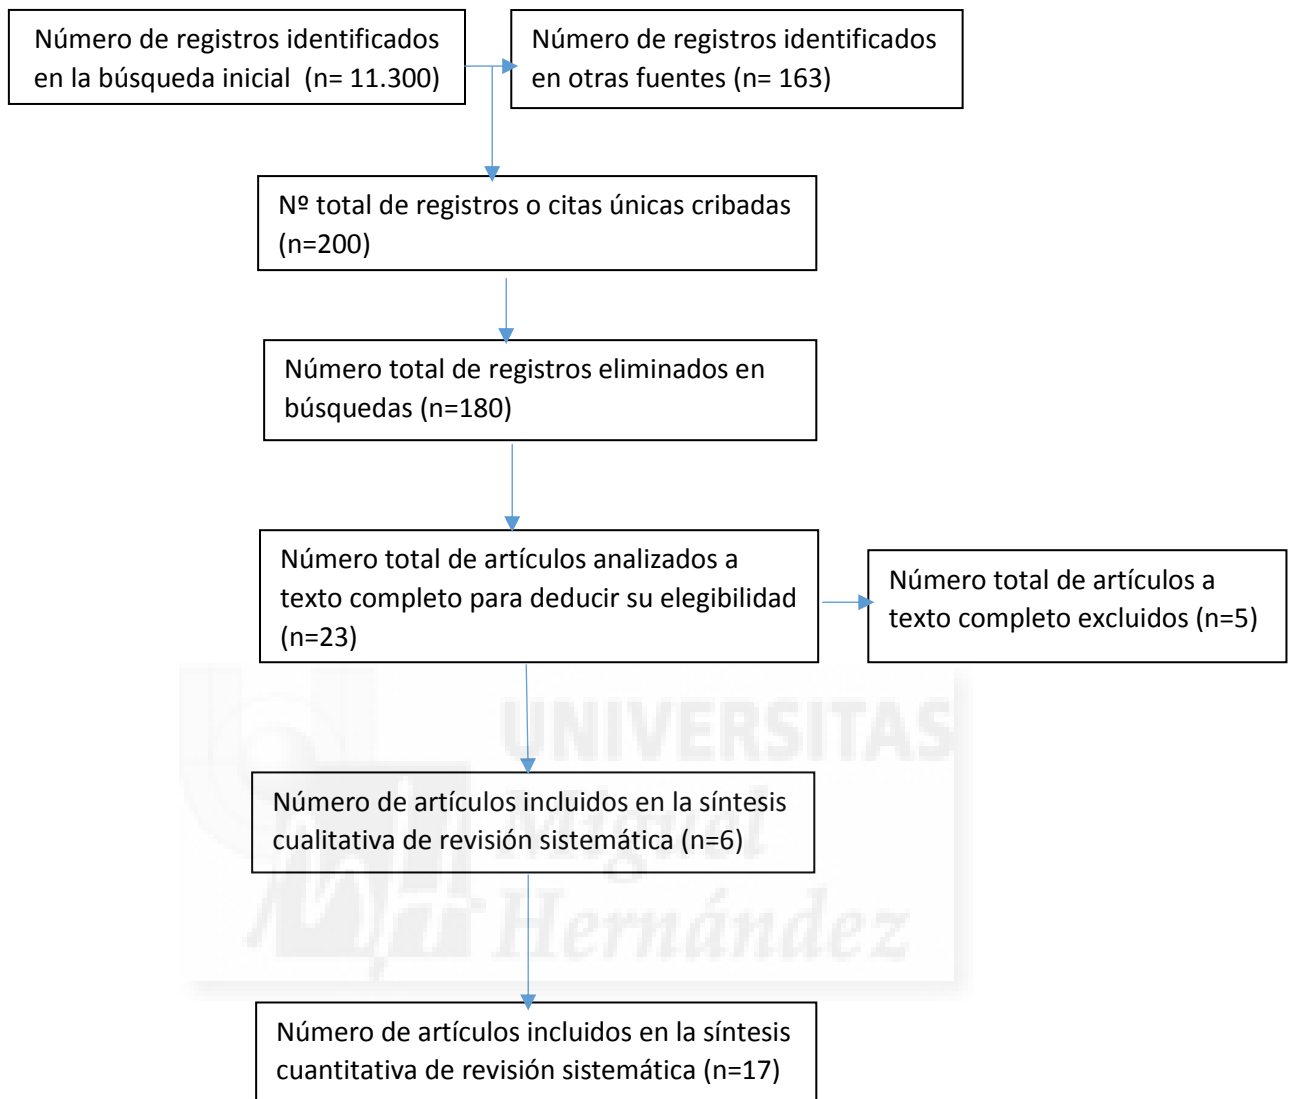 Número de registros identificados
en la búsqueda inicial (n= 11.300)
Número de registros identificados
en otras fuentes (n= 163)
Nº total de registros o citas únicas cribadas
(n=200)
Número total de registros eliminados en
búsquedas (n=180)
Número total de artículos analizados a
texto completo para deducir su elegibilidad
(n=23)
Número total de artículos a
texto completo excluidos (n=5)
UNIVERSITAS
Miguel
Hernández
Número de artículos incluidos en la síntesis
cualitativa de revisión sistemática (n=6)
Número de artículos incluidos en la síntesis
cuantitativa de revisión sistemática (n=17)